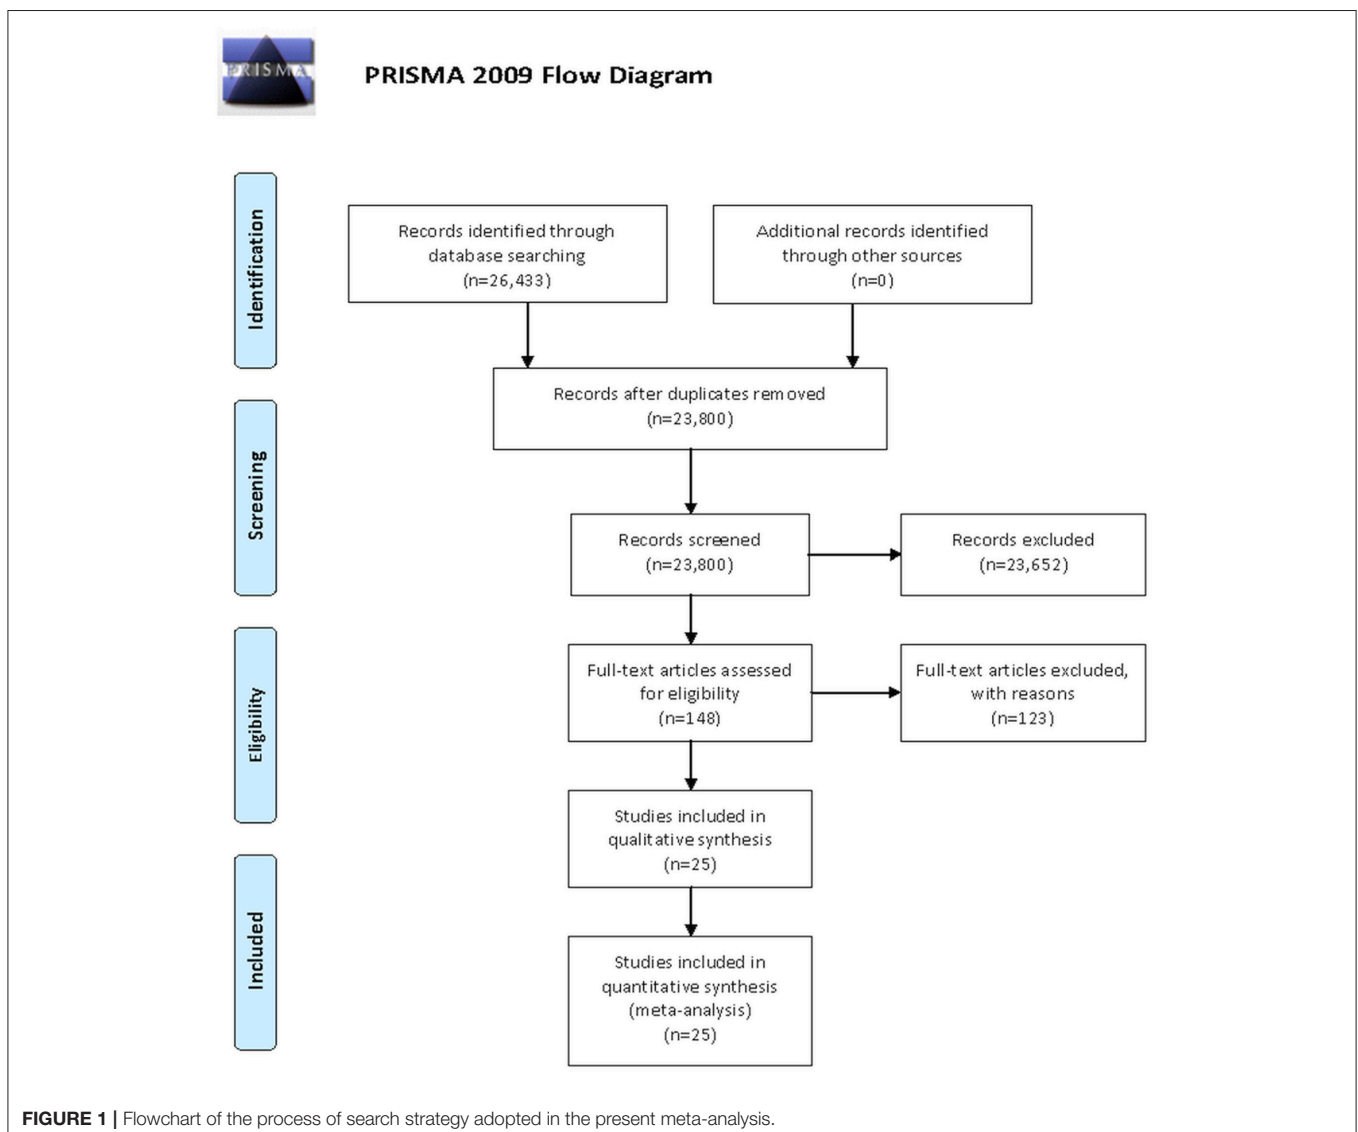 PRISMA
PRISMA 2009 Flow Diagram
Identification
Records identified through
database searching
(n=26,433)
Additional records identified
through other sources
(n=0)
Records after duplicates removed
(n=23,800)
Screening
Records screened
(n=23,800)
Records excluded
(n=23,652)
Eligibility
Full-text articles assessed
for eligibility
(n=148)
Full-text articles excluded,
with reasons
(n=123)
Studies included in
qualitative synthesis
(n=25)
Included
Studies included in
quantitative synthesis
(meta-analysis)
(n=25)
FIGURE 1 | Flowchart of the process of search strategy adopted in the present meta-analysis.